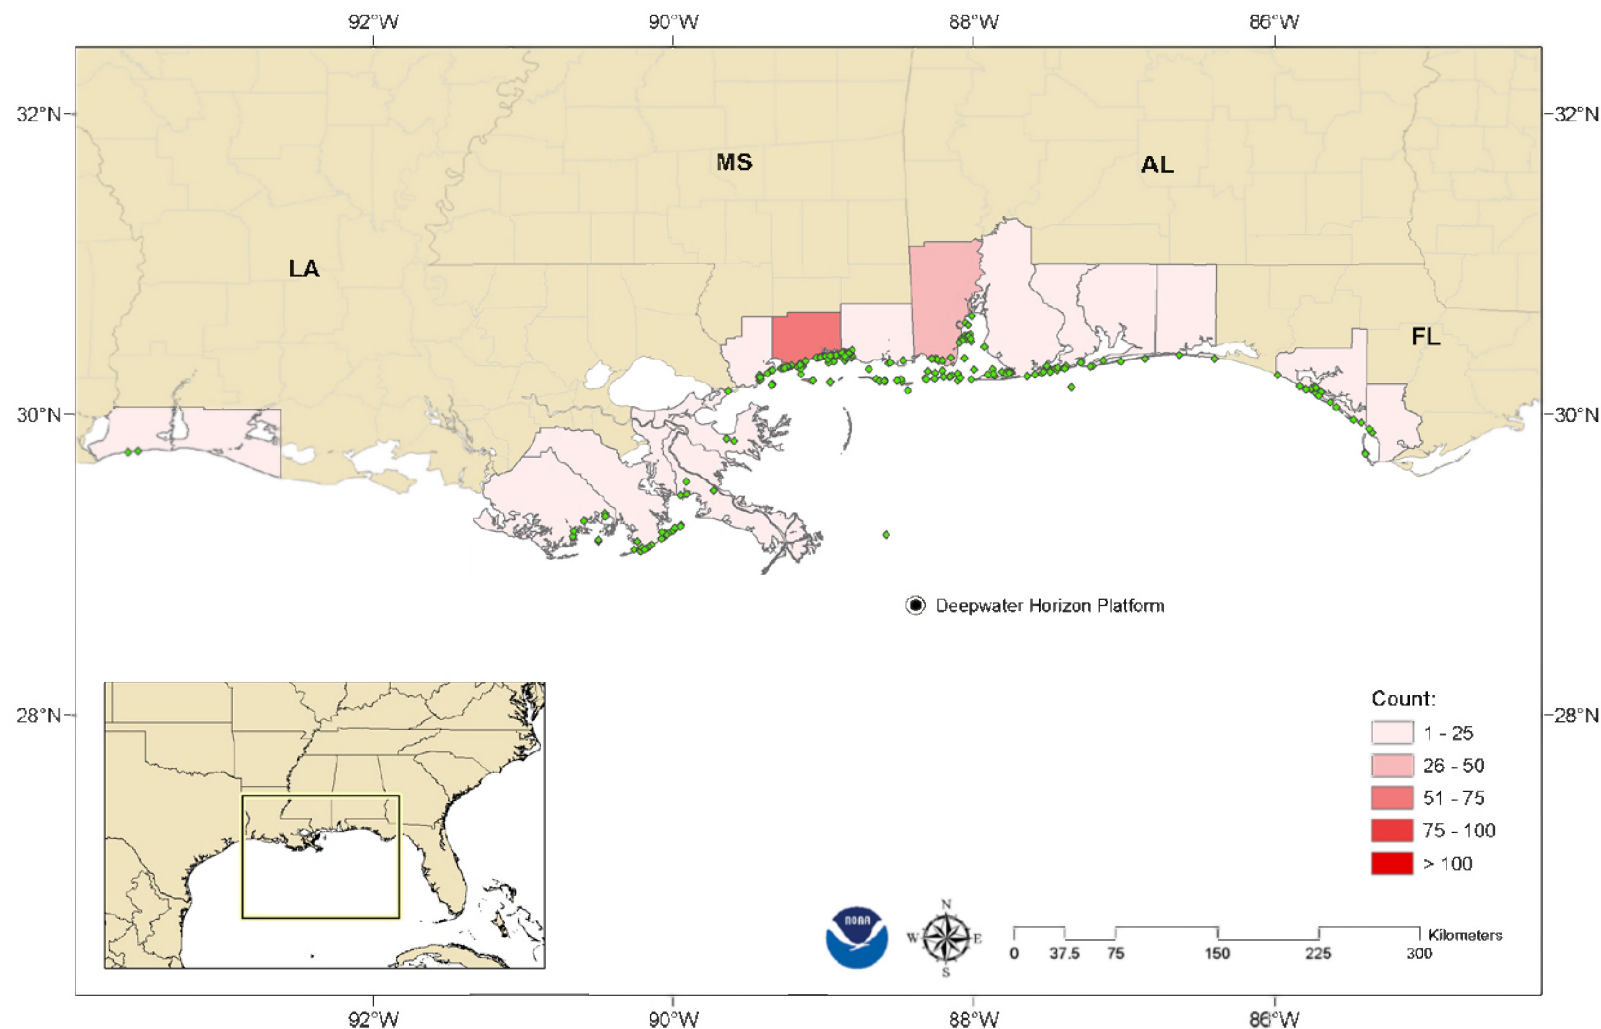 92°W 90°W 88°W 86°W
32°N 32°N
MS AL
LA
FL
30°N 30°N
Deepwater Horizon Platform
28°N 28°N
Count:
1 - 25
26 - 50
51 - 75
75 - 100
> 100
NOAA
N
W E
S
Kilometers
0 37.5 75 150 225 300
92°W 90°W 88°W 86°W